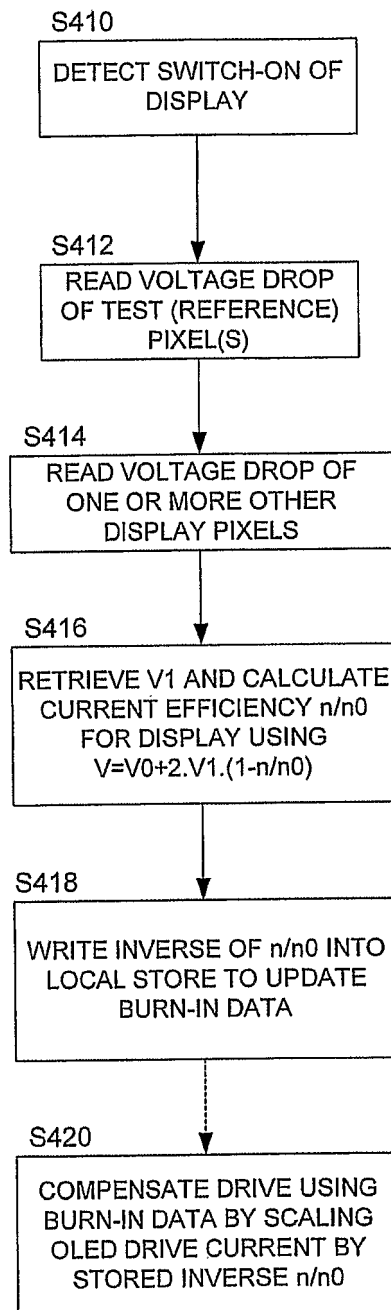 S410
DETECT SWITCH-ON OF
DISPLAY
S412
READ VOLTAGE DROP
OF TEST (REFERENCE)
PIXEL(S)
S414
READ VOLTAGE DROP OF
ONE OR MORE OTHER
DISPLAY PIXELS
S416
RETRIEVE V1 AND CALCULATE
CURRENT EFFICIENCY n/n0
FOR DISPLAY USING
V=V0+2.V1.(1-n/n0)
S418
WRITE INVERSE OF n/n0 INTO
LOCAL STORE TO UPDATE
BURN-IN DATA
S420
COMPENSATE DRIVE USING
BURN-IN DATA BY SCALING
OLED DRIVE CURRENT BY
STORED INVERSE n/n0